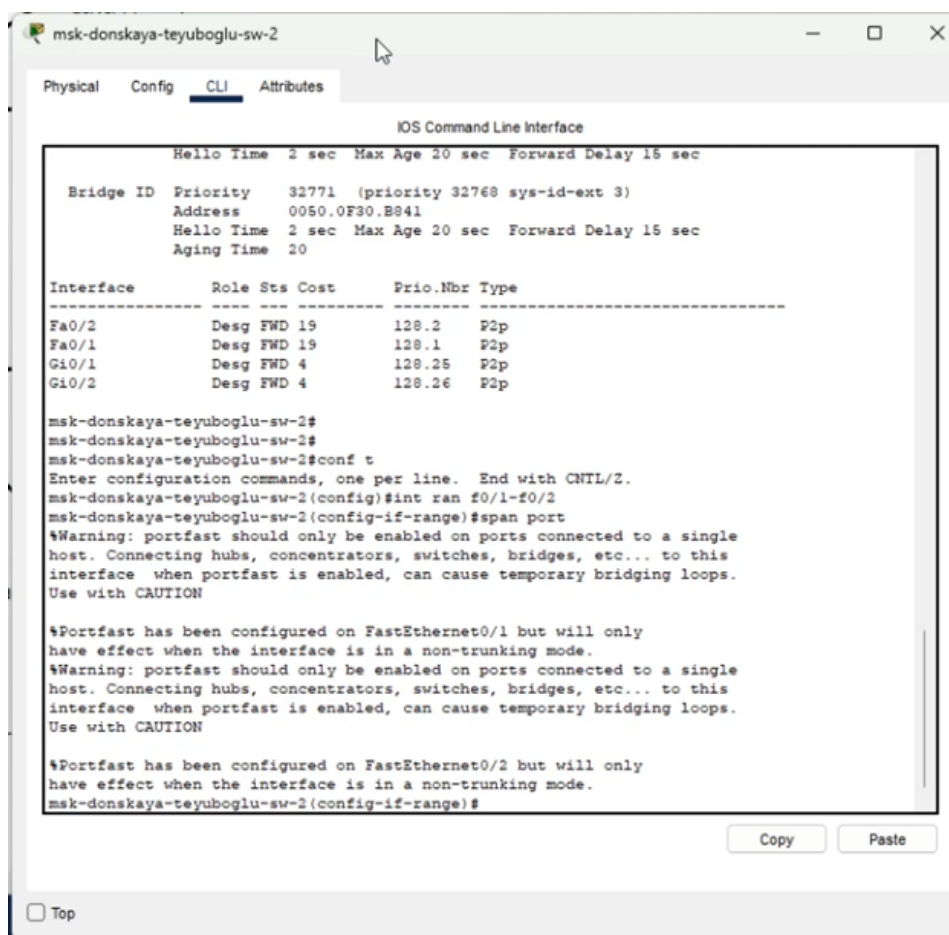 msk-donskaya-teyuboglu-sw-2
Physical Config CLI Attributes
IOS Command Line Interface
Hello Time 2 sec Max Age 20 sec Forward Delay 15 sec
Bridge ID Priority 32771 (priority 32768 sys-id-ext 3)
Address 0050.0F30.B841
Hello Time 2 sec Max Age 20 sec Forward Delay 15 sec
Aging Time 20
Interface Role Sts Cost Prio.Nbr Type
---------------- ---- --- --------- -------- --------------------------------
Fa0/2 Desg FWD 19 128.2 P2p
Fa0/1 Desg FWD 19 128.1 P2p
Gi0/1 Desg FWD 4 128.25 P2p
Gi0/2 Desg FWD 4 128.26 P2p
msk-donskaya-teyuboglu-sw-2#
msk-donskaya-teyuboglu-sw-2#
msk-donskaya-teyuboglu-sw-2#conf t
Enter configuration commands, one per line. End with CNTL/Z.
msk-donskaya-teyuboglu-sw-2(config)#int ran f0/1-f0/2
msk-donskaya-teyuboglu-sw-2(config-if-range)#span port
%Warning: portfast should only be enabled on ports connected to a single
host. Connecting hubs, concentrators, switches, bridges, etc... to this
interface when portfast is enabled, can cause temporary bridging loops.
Use with CAUTION
%Portfast has been configured on FastEthernet0/1 but will only
have effect when the interface is in a non-trunking mode.
%Warning: portfast should only be enabled on ports connected to a single
host. Connecting hubs, concentrators, switches, bridges, etc... to this
interface when portfast is enabled, can cause temporary bridging loops.
Use with CAUTION
%Portfast has been configured on FastEthernet0/2 but will only
have effect when the interface is in a non-trunking mode.
msk-donskaya-teyuboglu-sw-2(config-if-range)#
Copy Paste
Top